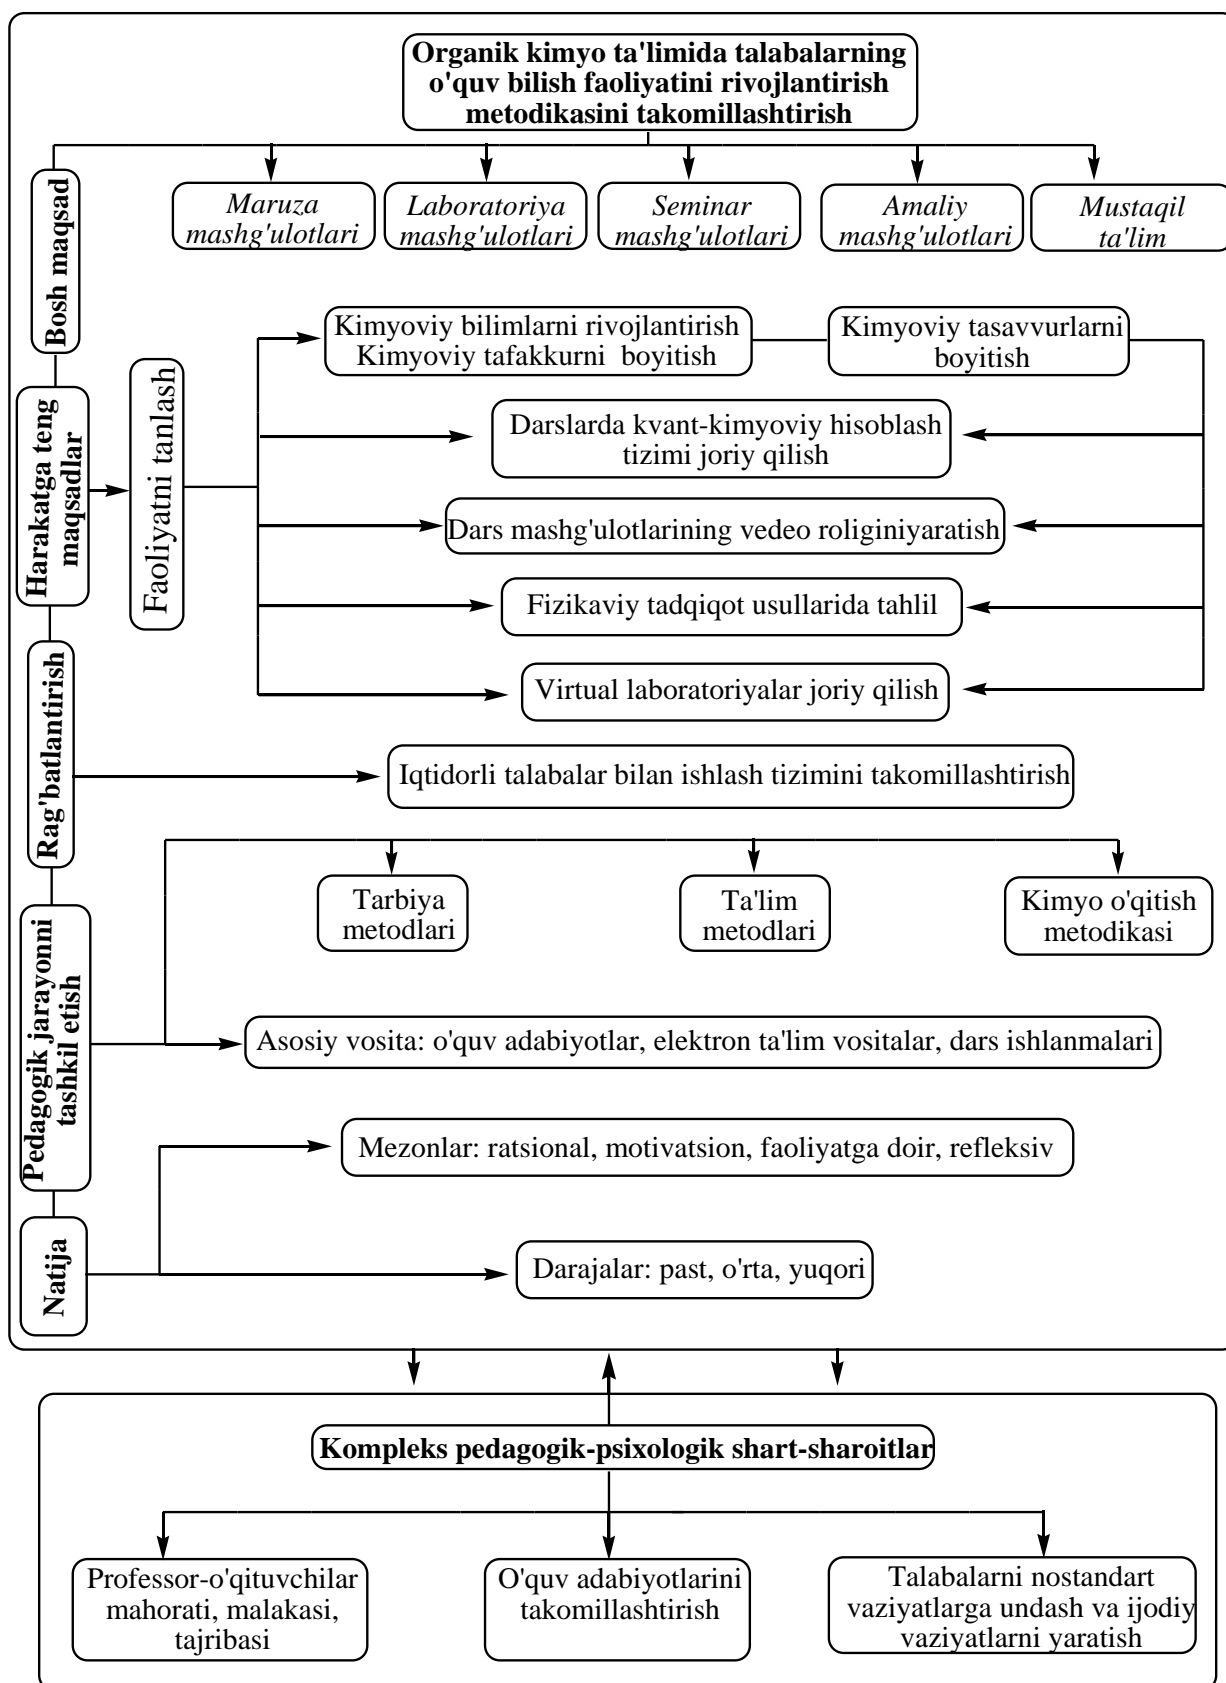 Organik kimyo ta'limida talabalarning
o'quv bilish faoliyatini rivojlantirish
metodikasini takomillashtirish
Bosh maqsad
Maruza
mashg'ulotlari
Laboratoriya
mashg'ulotlari
Seminar
mashg'ulotlari
Amaliy
mashg'ulotlari
Mustaqil
ta'lim
Harakatga teng
maqsadlar
Faoliyatni tanlash
Kimyoviy bilimlarni rivojlantirish
Kimyoviy tafakkurni boyitish
Kimyoviy tasavvurlarni
boyitish
Darslarda kvant-kimyoviy hisoblash
tizimi joriy qilish
Dars mashg'ulotlarining vedeo roliginiyaratish
Fizikaviy tadqiqot usullarida tahlil
Virtual laboratoriyalar joriy qilish
Rag'batlantirish
Iqtidorli talabalar bilan ishlash tizimini takomillashtirish
Pedagogik jarayonni
tashkil etish
Tarbiya
metodlari
Ta'lim
metodlari
Kimyo o'qitish
metodikasi
Asosiy vosita: o'quv adabiyotlar, elektron ta'lim vositalar, dars ishlanmalari
Natija
Mezonlar: ratsional, motivatsion, faoliyatga doir, refleksiv
Darajalar: past, o'rta, yuqori
Kompleks pedagogik-psixologik shart-sharoitlar
Professor-o'qituvchilar
mahorati, malakasi,
tajribasi
O'quv adabiyotlarini
takomillashtirish
Talabalarni nostandart
vaziyatlarga undash va ijodiy
vaziyatlarni yaratish